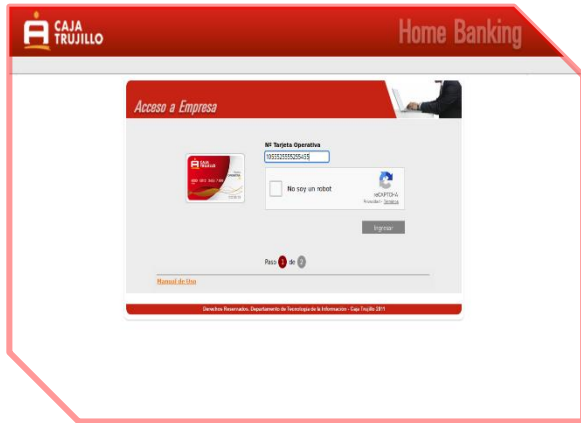 CAJA
TRUJILLO
Home Banking
Acceso a Empresa
Nº Tarjeta Operativa
No soy un robot
reCAPTCHA
Ingresar
Paso 1 de 2
Manual de Uso
Derechos Reservados. Departamento de Tecnología de la Información - Caja Trujillo 2011